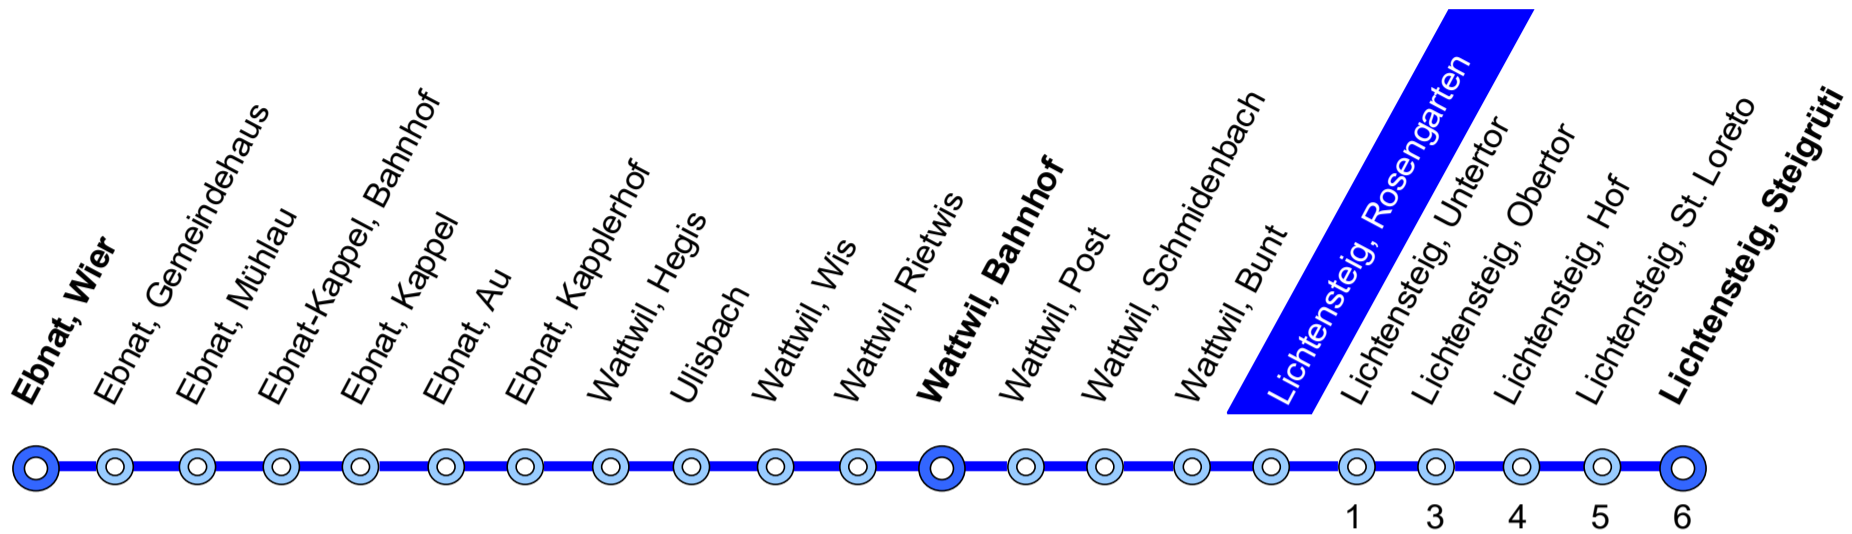 Ebnat, Wier
Ebnat, Gemeindehaus
Ebnat, Mühlau
Ebnat-Kappel, Bahnhof
Ebnat, Kappel
Ebnat, Au
Ebnat, Kapplerhof
Wattwil, Hegis
Ulisbach
Wattwil, Wis
Wattwil, Rietwis
Wattwil, Bahnhof
Wattwil, Post
Wattwil, Schmidenbach
Wattwil, Bunt
Lichtensteig, Rosengarten
Lichtensteig, Untertor
Lichtensteig, Obertor
Lichtensteig, Hof
Lichtensteig, St. Loreto
Lichtensteig, Steigrüti
1 3 4 5 6